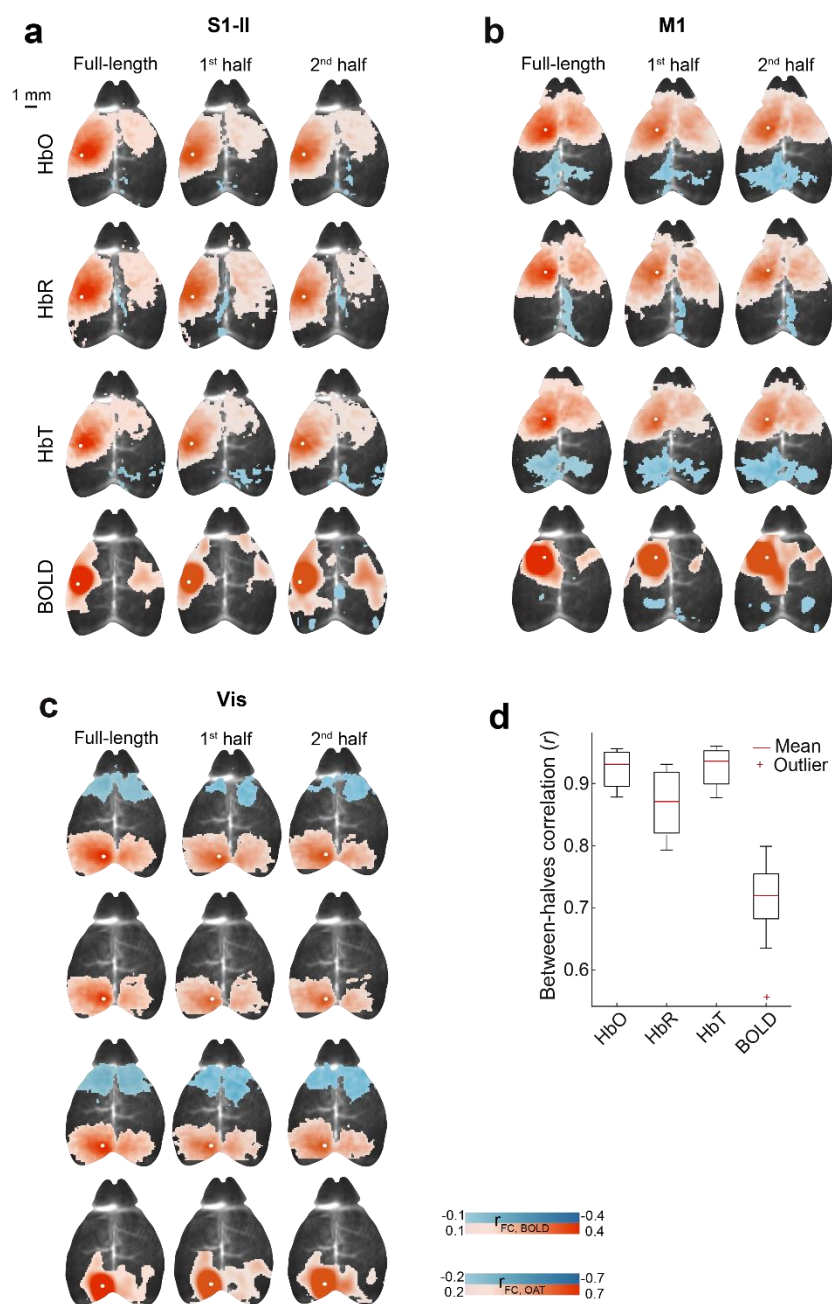 a
S1-II
Full-length 1st half 2nd half
1 mm
HbO
HbR
HbT
BOLD
b
M1
Full-length 1st half 2nd half
c
Vis
Full-length 1st half 2nd half
d
Between-halves correlation (r)
0.9
0.8
0.7
0.6
Mean
+ Outlier
HbO HbR HbT BOLD
-0.1 rFC, BOLD -0.4
0.1 0.4
-0.2 rFC, OAT -0.7
0.2 0.7